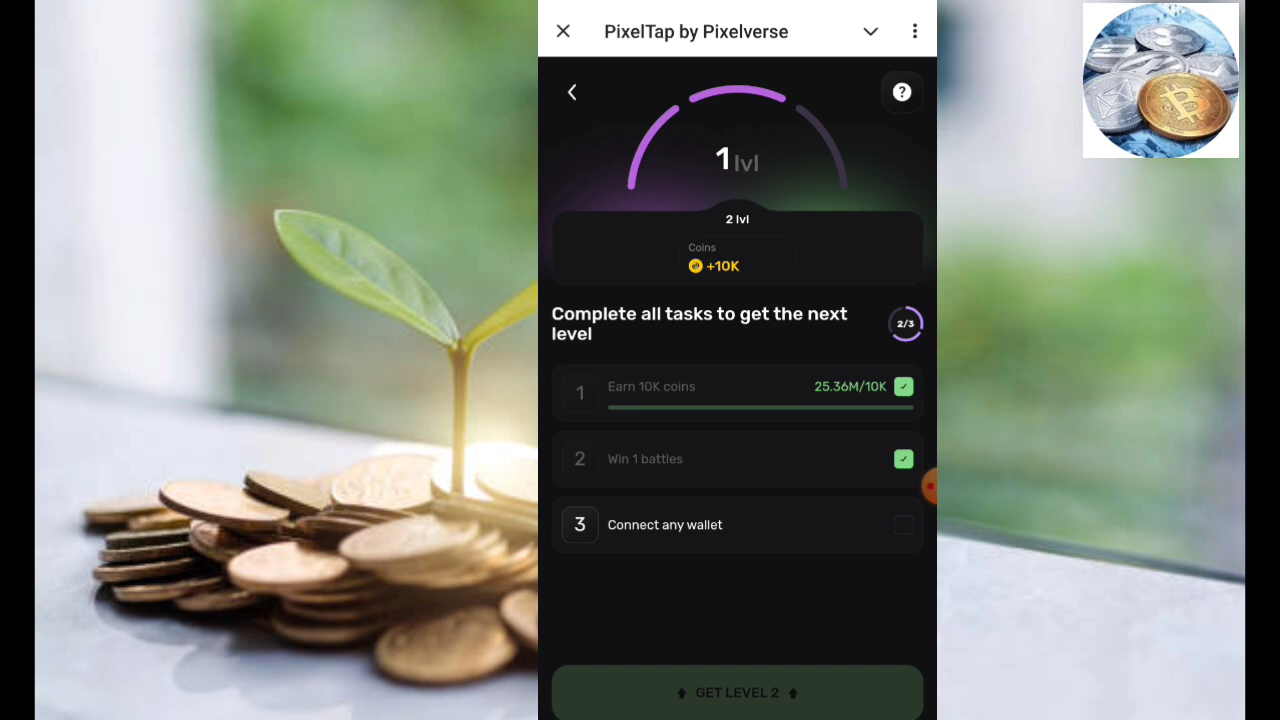 PixelTap by Pixelverse
?
1 lvl
2 lvl
Coins
+10K
Complete all tasks to get the next
level
2/3
1 Earn 10K coins 25.36M/10K
2 Win 1 battles
3 Connect any wallet
GET LEVEL 2